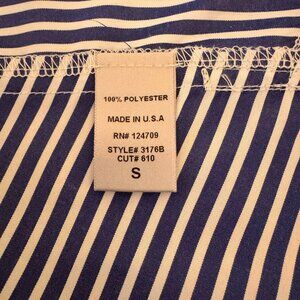 100% POLYESTER
MADE IN U.S.A
RN# 124709
STYLE# 3176B
CUT# 610
S